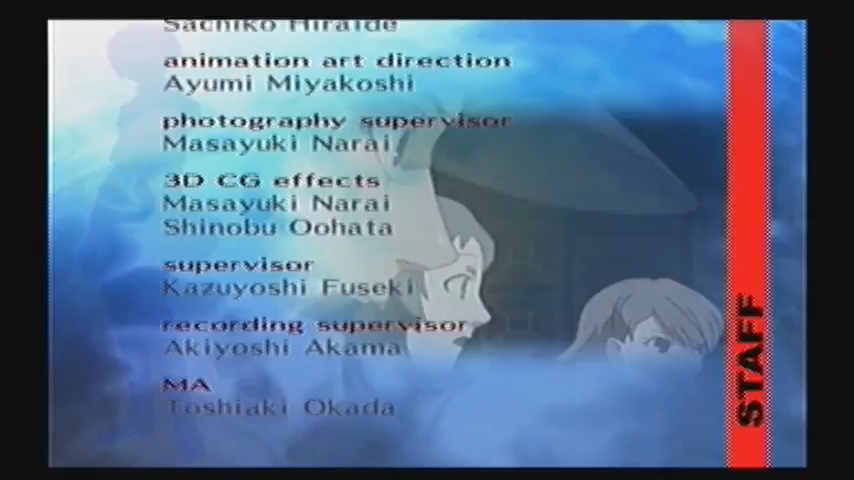 Sachiko Hiraide
animation art direction
Ayumi Miyakoshi
photography supervisor
Masayuki Narai
3D CG effects
Masayuki Narai
Shinobu Oohata
supervisor
Kazuyoshi Fuseki
recording supervisor
Akiyoshi Akama
MA
Toshiaki Okada
STAFF